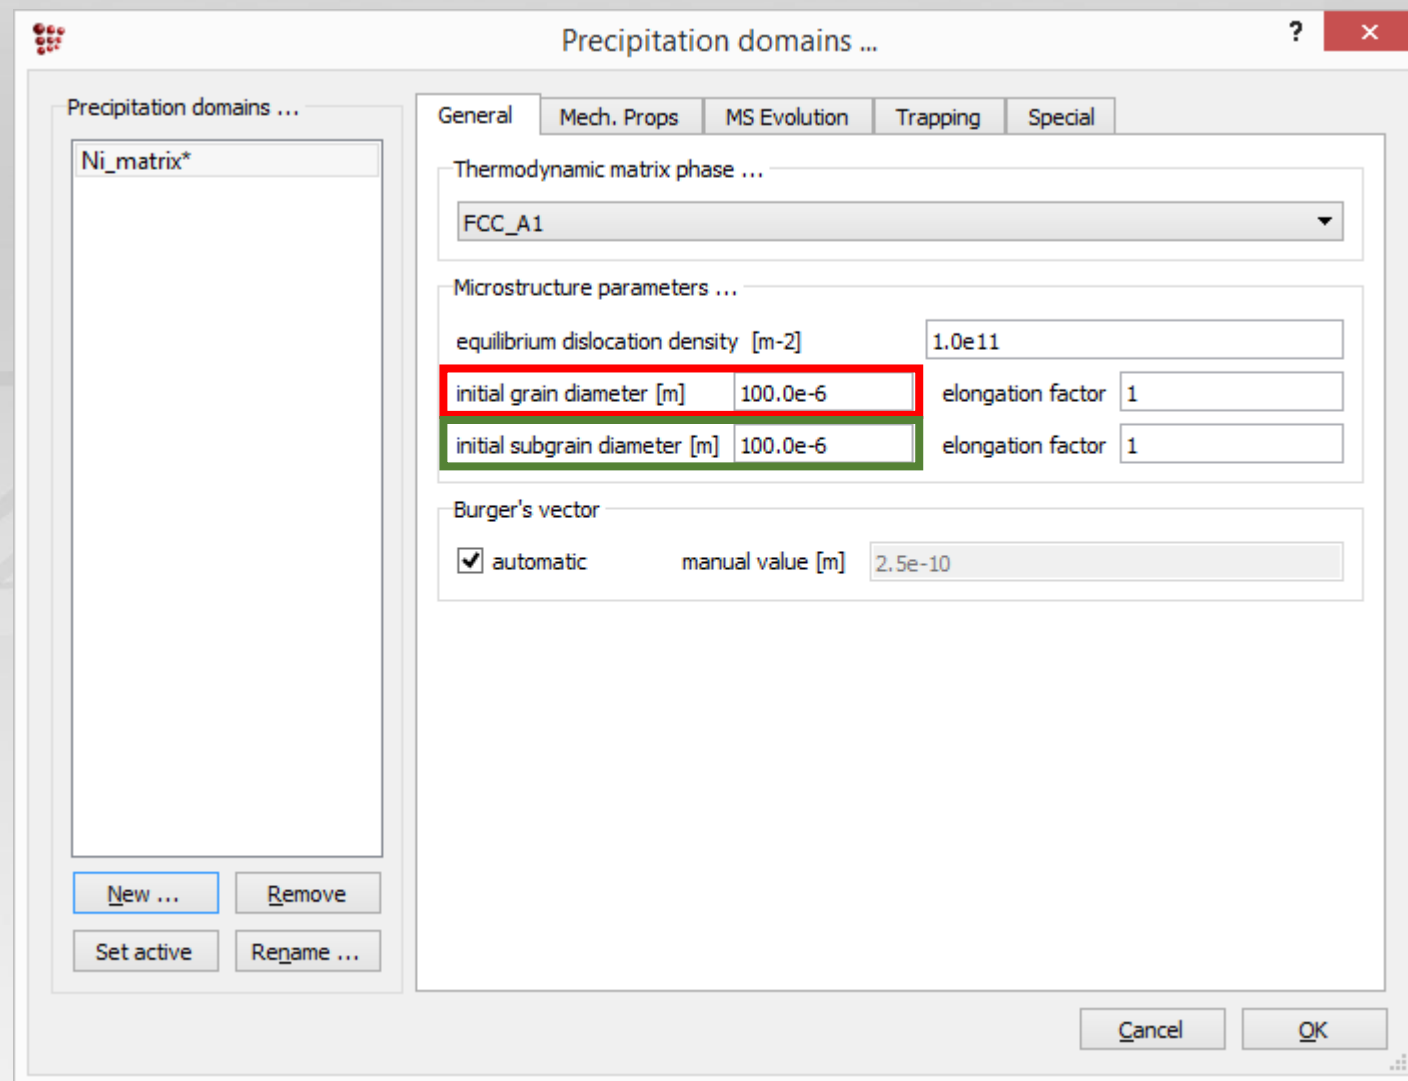 Precipitation domains ...
?
Precipitation domains ...
Ni_matrix*
New ...
Remove
Set active
Rename ...
General
Mech. Props
MS Evolution
Trapping
Special
Thermodynamic matrix phase ...
FCC_A1
Microstructure parameters ...
equilibrium dislocation density [m-2] 1.0e11
initial grain diameter [m] 100.0e-6 elongation factor 1
initial subgrain diameter [m] 100.0e-6 elongation factor 1
Burger's vector
automatic manual value [m] 2.5e-10
Cancel
OK